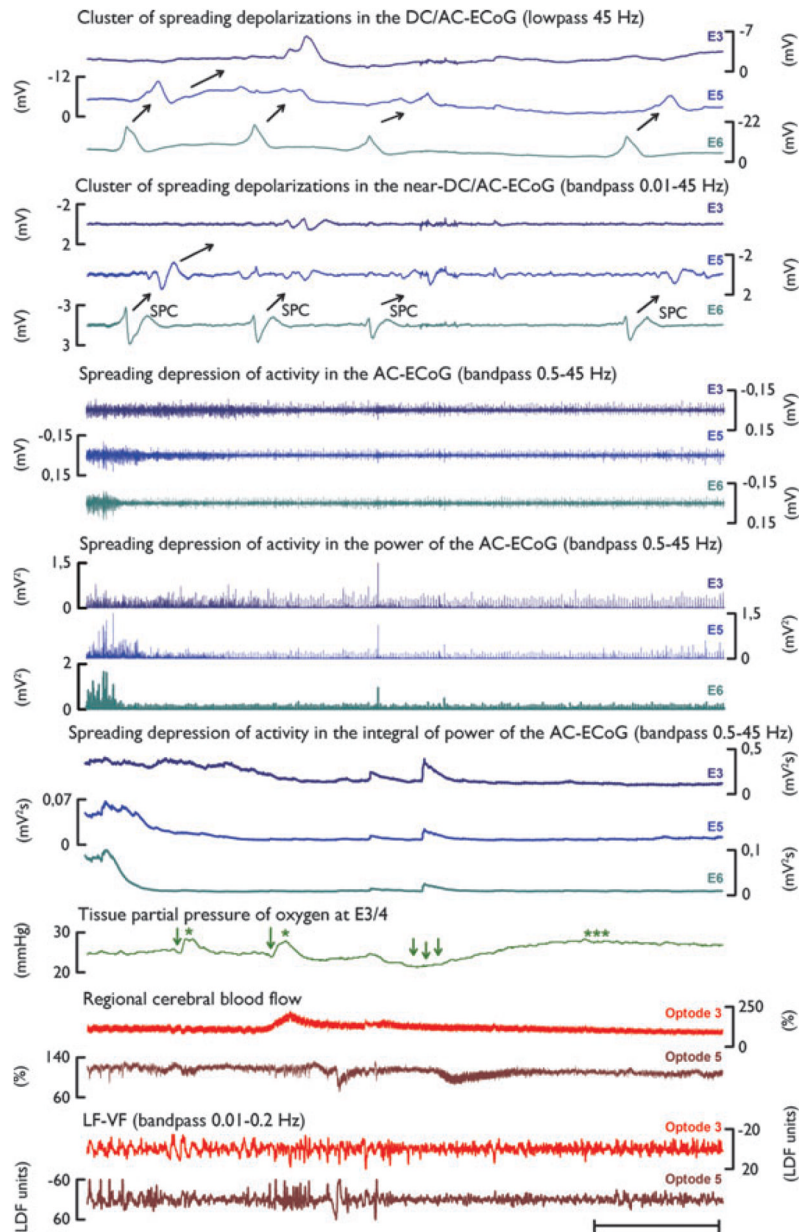 Cluster of spreading depolarizations in the DC/AC-ECoG (lowpass 45 Hz)
E3
-7
0
(mV)
-12
0
(mV)
E5
E6
-22
0
(mV)
Cluster of spreading depolarizations in the near-DC/AC-ECoG (bandpass 0.01-45 Hz)
-2
2
(mV)
E3
E5
-2
2
(mV)
-3
3
(mV)
SPC
SPC
SPC
SPC
E6
Spreading depression of activity in the AC-ECoG (bandpass 0.5-45 Hz)
E3
-0,15
0.15
(mV)
-0,15
0.15
(mV)
E5
E6
-0,15
0.15
(mV)
Spreading depression of activity in the power of the AC-ECoG (bandpass 0.5-45 Hz)
1,5
0
(mV²)
E3
E5
1,5
0
(mV²)
2
0
(mV²)
E6
Spreading depression of activity in the integral of power of the AC-ECoG (bandpass 0.5-45 Hz)
E3
0,5
0
(mV²s)
0.07
0
(mV²s)
E5
E6
0,1
0
(mV²s)
Tissue partial pressure of oxygen at E3/4
30
20
(mmHg)
*
*
***
Regional cerebral blood flow
Optode 3
250
0
(%)
140
60
(%)
Optode 5
LF-VF (bandpass 0.01-0.2 Hz)
Optode 3
-20
20
(LDF units)
-60
60
(LDF units)
Optode 5